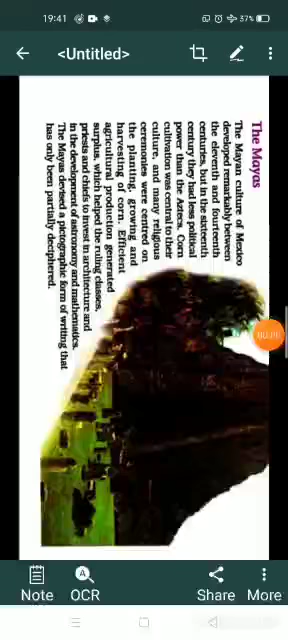 19:41
37%
<Untitled>
The Mayas
The Mayan culture of Mexico
developed remarkably between
the eleventh and fourteenth
centuries, but in the sixteenth
century they had less political
power than the Aztecs. Corn
cultivation was central to their
culture, and many religious
ceremonies were centred on
the planting, growing and
harvesting of corn. Efficient
agricultural production generated
surplus, which helped the ruling classes,
priests and chiefs to invest in architecture and
in the development of astronomy and mathematics.
The Mayas devised a pictographic form of writing that
has only been partially deciphered.
Note OCR Share More